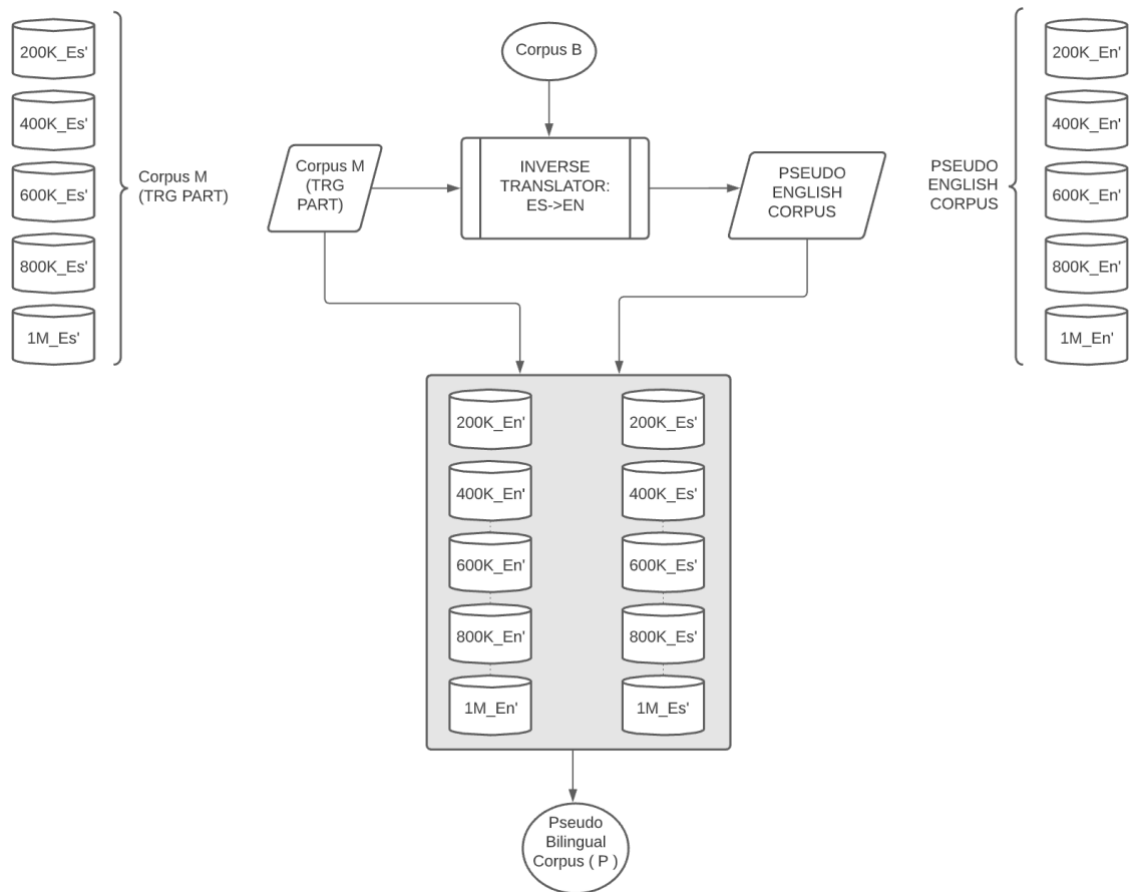 200K_Es'
400K_Es'
600K_Es'
800K_Es'
1M_Es'
Corpus M
(TRG PART)
Corpus B
Corpus M
(TRG
PART)
INVERSE
TRANSLATOR:
ES->EN
PSEUDO
ENGLISH
CORPUS
PSEUDO
ENGLISH
CORPUS
200K_En'
400K_En'
600K_En'
800K_En'
1M_En'
200K_En'
200K_Es'
400K_En'
400K_Es'
600K_En'
600K_Es'
800K_En'
800K_Es'
1M_En'
1M_Es'
Pseudo
Bilingual
Corpus ( P )